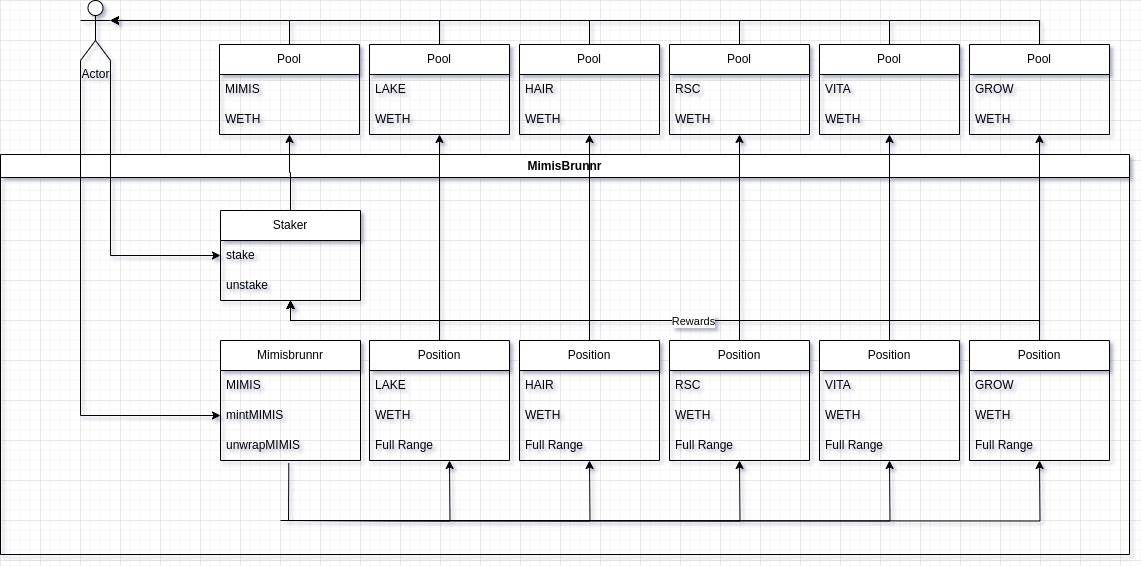 Actor
Pool
MIMIS
WETH
Pool
LAKE
WETH
Pool
HAIR
WETH
Pool
RSC
WETH
Pool
VITA
WETH
Pool
GROW
WETH
MimisBrunnr
Staker
stake
unstake
Rewards
Mimisbrunnr
MIMIS
mintMIMIS
unwrapMIMIS
Position
LAKE
WETH
Full Range
Position
HAIR
WETH
Full Range
Position
RSC
WETH
Full Range
Position
VITA
WETH
Full Range
Position
GROW
WETH
Full Range